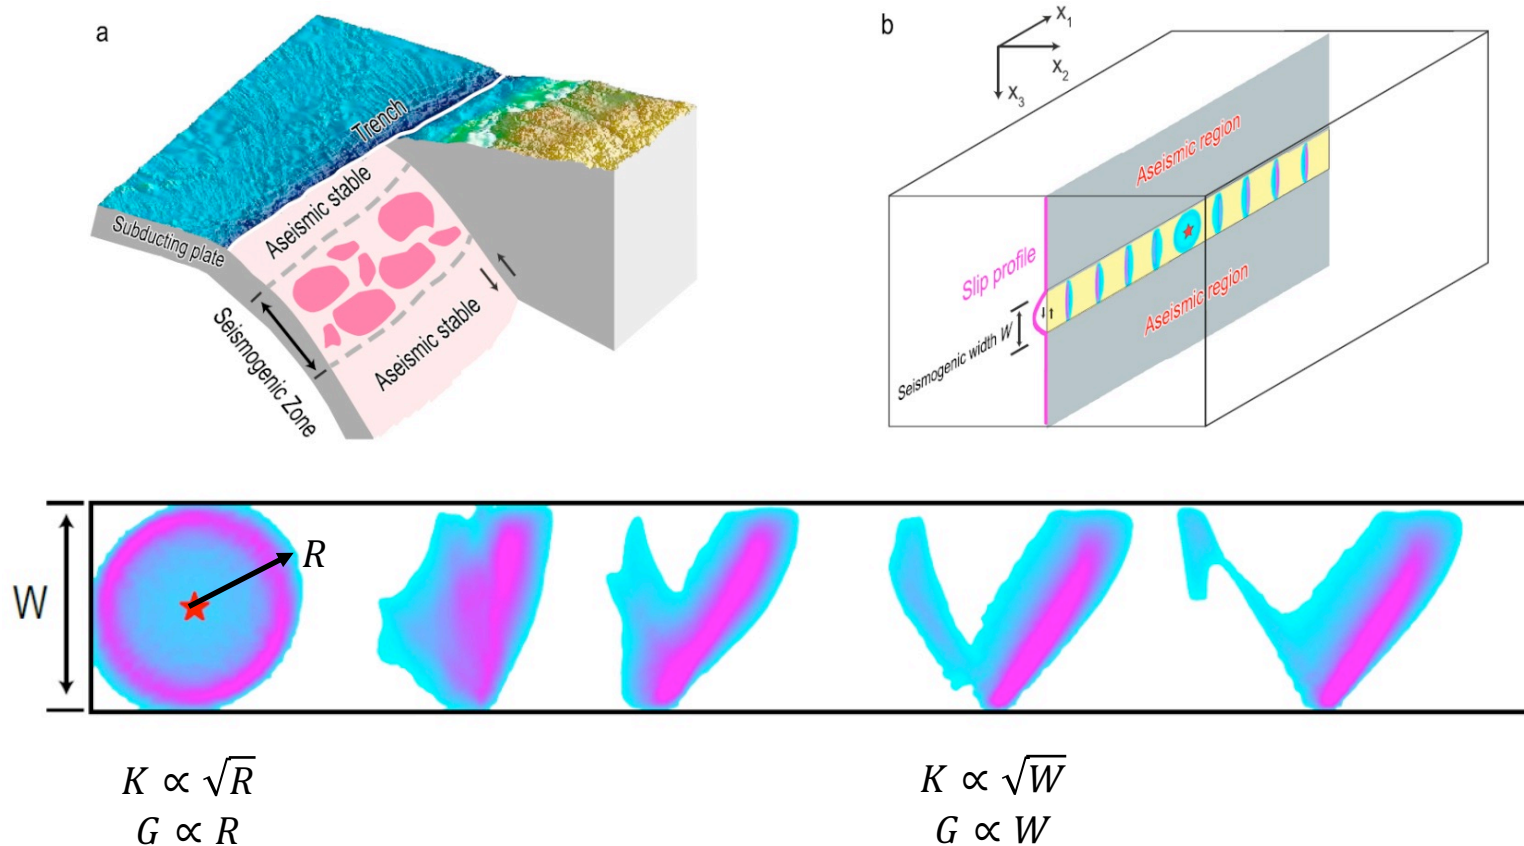 a
Trench
Aseismic stable
Subducting plate
Aseismic stable
Seismogenic Zone
b
X₁
X₂
X₃
Aseismic region
Slip profile
Aseismic region
Seismogenic width W
W
R
K ∝ √R
G ∝ R
K ∝ √W
G ∝ W